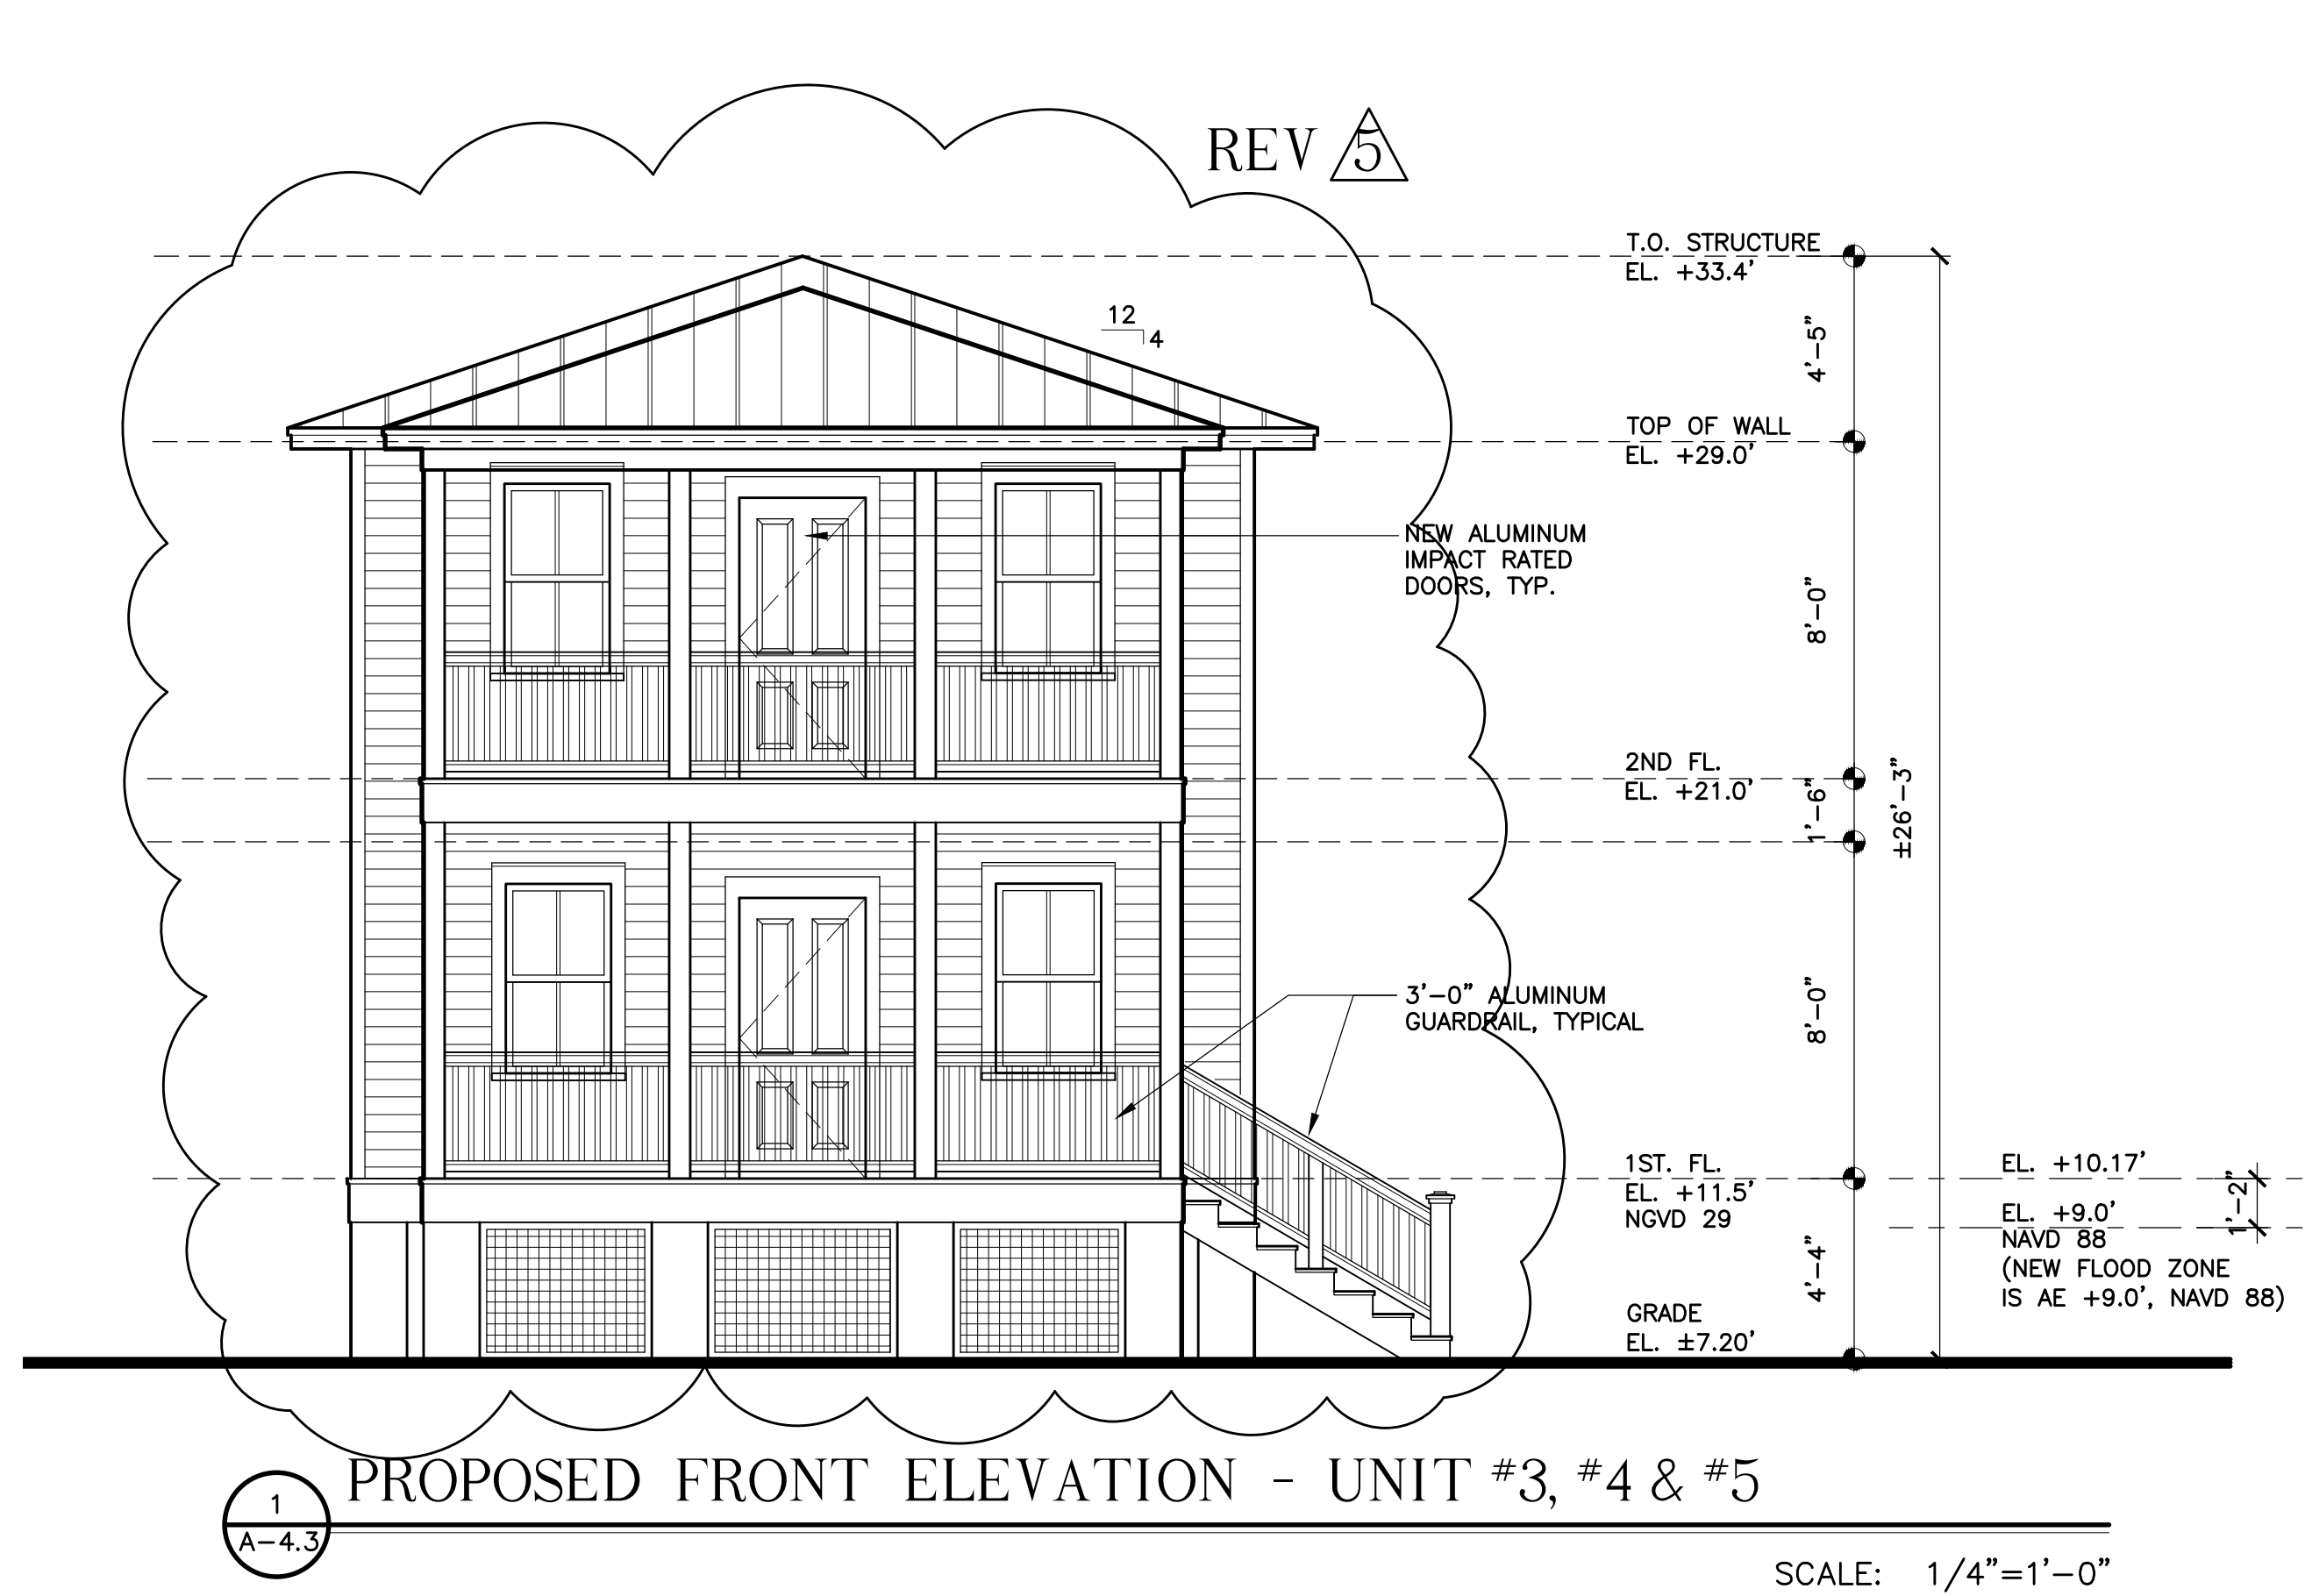 REV 5
T.O. STRUCTURE
EL. +33.4'
12
4
4'-5"
TOP OF WALL
EL. +29.0'
NEW ALUMINUM
IMPACT RATED
DOORS, TYP.
8'-0"
2ND FL.
EL. +21.0'
1'-6"
±26'-3"
3'-0" ALUMINUM
GUARDRAIL, TYPICAL
8'-0"
1ST. FL.
EL. +11.5'
NGVD 29
EL. +10.17'
1'-2"
EL. +9.0'
NAVD 88
(NEW FLOOD ZONE
IS AE +9.0', NAVD 88)
4'-4"
GRADE
EL. ±7.20'
1
A-4.3
PROPOSED FRONT ELEVATION - UNIT #3, #4 & #5
SCALE: 1/4"=1'-0"